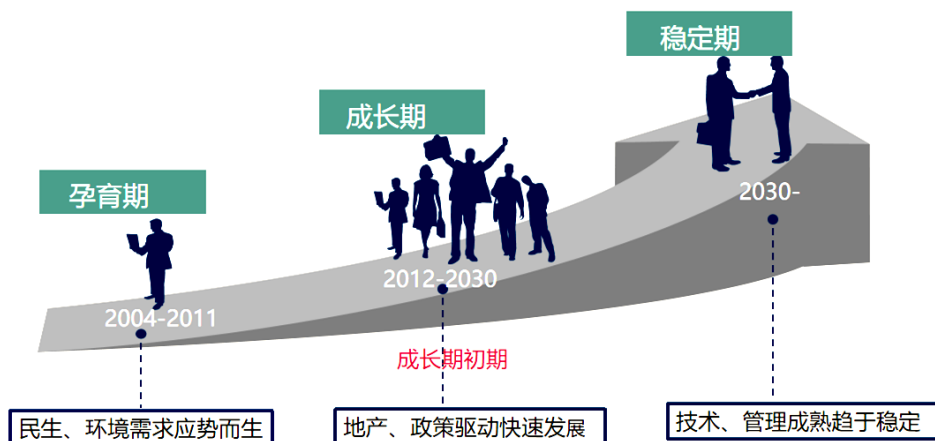 稳定期
成长期
孕育期
2030-
2012-2030
2004-2011
成长期初期
民生、环境需求应势而生
地产、政策驱动快速发展
技术、管理成熟趋于稳定